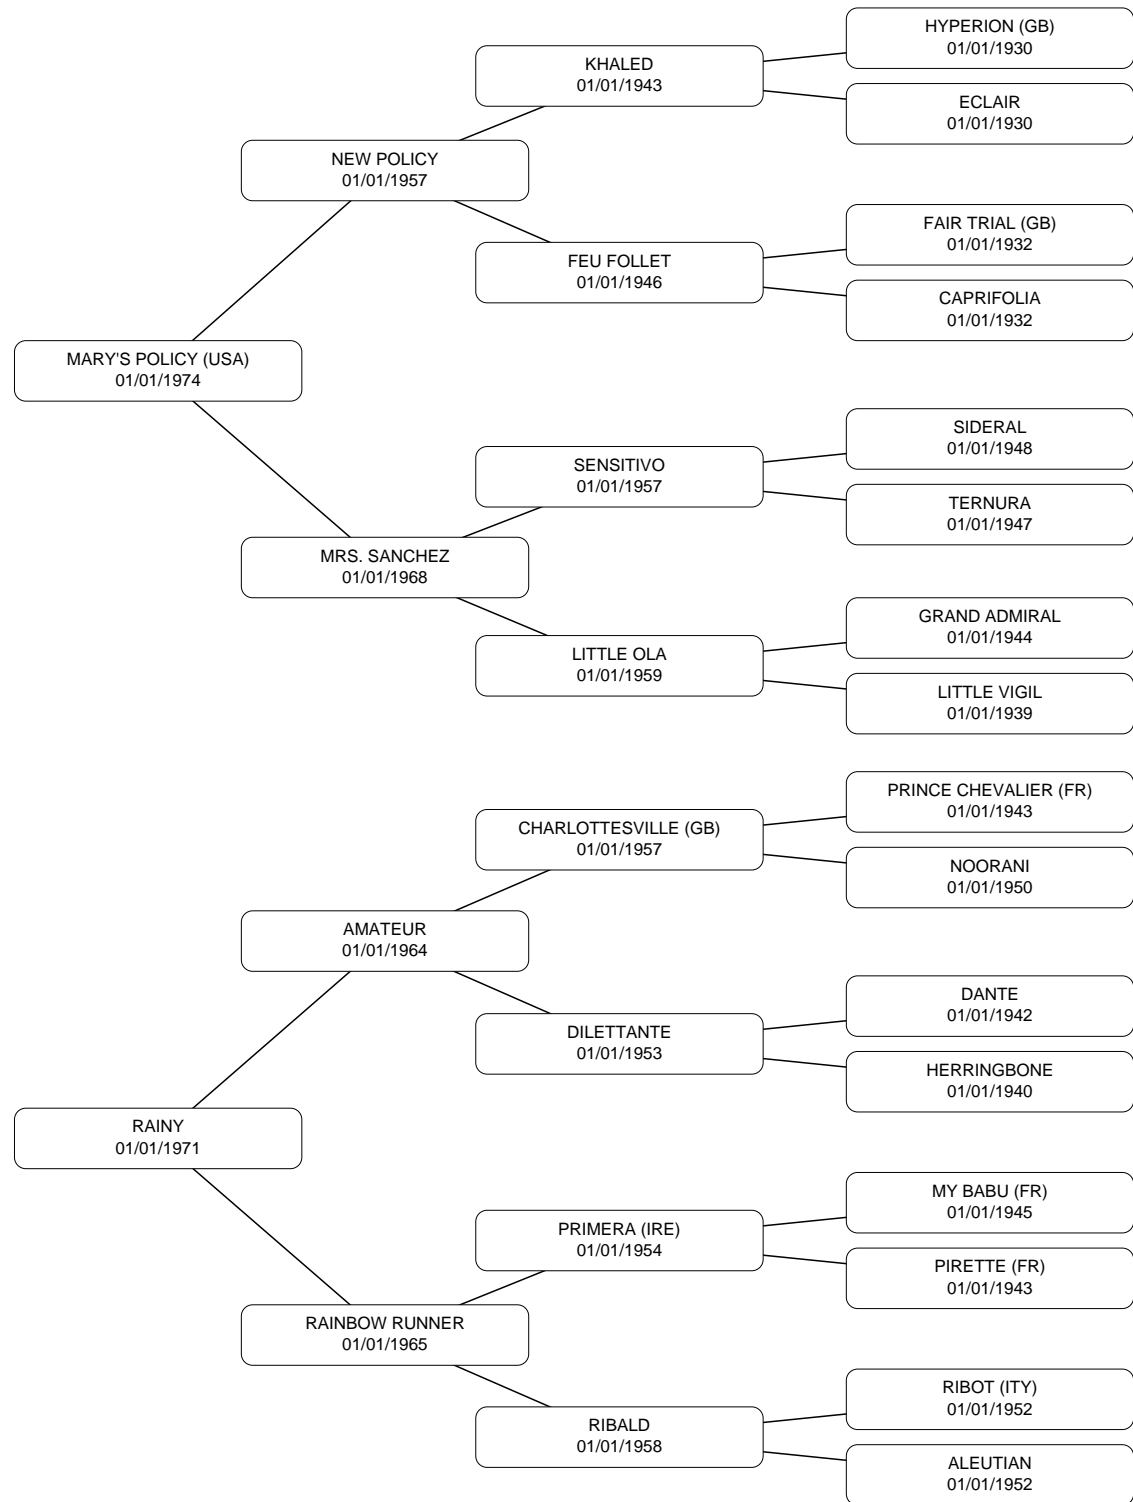 HYPERION (GB)
01/01/1930
KHALED
01/01/1943
ECLAIR
01/01/1930
NEW POLICY
01/01/1957
FAIR TRIAL (GB)
01/01/1932
FEU FOLLET
01/01/1946
CAPRIFOLIA
01/01/1932
MARY'S POLICY (USA)
01/01/1974
SIDERAL
01/01/1948
SENSITIVO
01/01/1957
TERNURA
01/01/1947
MRS. SANCHEZ
01/01/1968
GRAND ADMIRAL
01/01/1944
LITTLE OLA
01/01/1959
LITTLE VIGIL
01/01/1939
PRINCE CHEVALIER (FR)
01/01/1943
CHARLOTTESVILLE (GB)
01/01/1957
NOORANI
01/01/1950
AMATEUR
01/01/1964
DANTE
01/01/1942
DILETTANTE
01/01/1953
HERRINGBONE
01/01/1940
RAINY
01/01/1971
MY BABU (FR)
01/01/1945
PRIMERA (IRE)
01/01/1954
PIRETTE (FR)
01/01/1943
RAINBOW RUNNER
01/01/1965
RIBOT (ITY)
01/01/1952
RIBALD
01/01/1958
ALEUTIAN
01/01/1952